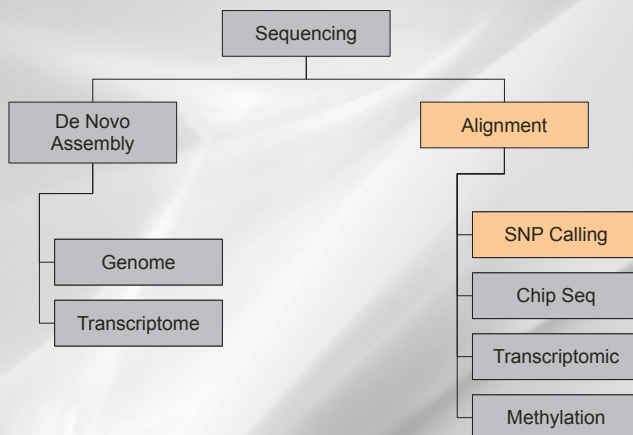 Sequencing
De Novo
Assembly
Alignment
Genome
Transcriptome
SNP Calling
Chip Seq
Transcriptomic
Methylation